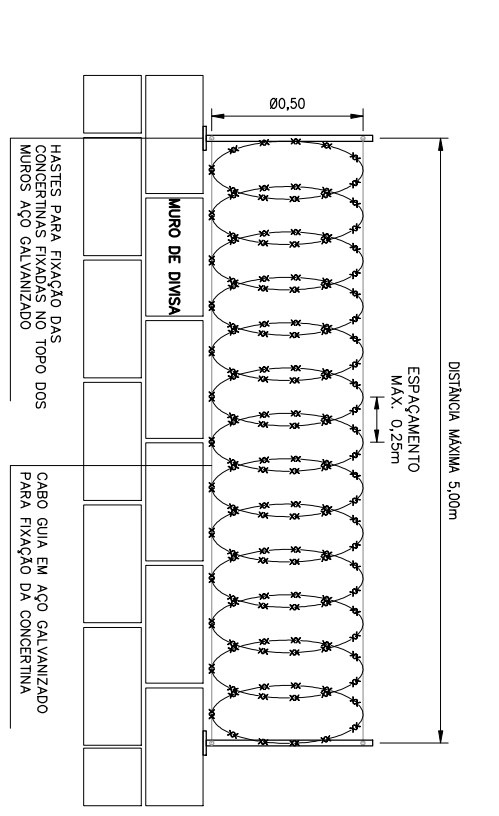 DISTÂNCIA MÁXIMA 5,00m
ESPAÇAMENTO
MÁX. 0,25m
Ø0,50
MURO DE DIVISA
HASTES PARA FIXAÇÃO DAS
CONCERTINAS FIXADAS NO TOPO DOS
MUROS AÇO GALVANIZADO
CABO GUIA EM AÇO GALVANIZADO
PARA FIXAÇÃO DA CONCERTINA